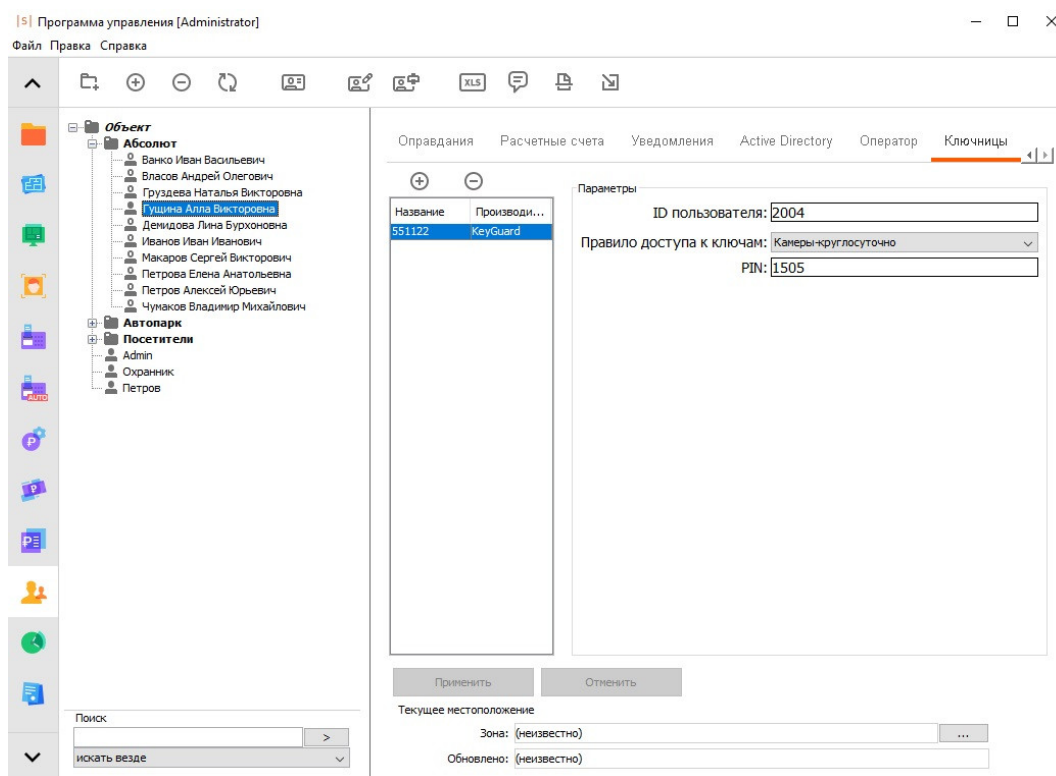 |S| Программа управления [Administrator]
Файл Правка Справка
XLS
Объект
Абсолют
Ванко Иван Васильевич
Власов Андрей Олегович
Груздева Наталья Викторовна
Гущина Алла Викторовна
Демидова Лина Бурхоновна
Иванов Иван Иванович
Макаров Сергей Викторович
Петрова Елена Анатольевна
Петров Алексей Юрьевич
Чумаков Владимир Михайлович
Автопарк
Посетители
Admin
Охранник
Петров
AUTO
Поиск
>
искать везде
Оправдания Расчетные счета Уведомления Active Directory Оператор Ключницы
Название Производи...
551122 KeyGuard
Параметры
ID пользователя: 2004
Правило доступа к ключам: Камеры-круглосуточно
PIN: 1505
Применить Отменить
Текущее местоположение
Зона: (неизвестно) ...
Обновлено: (неизвестно)